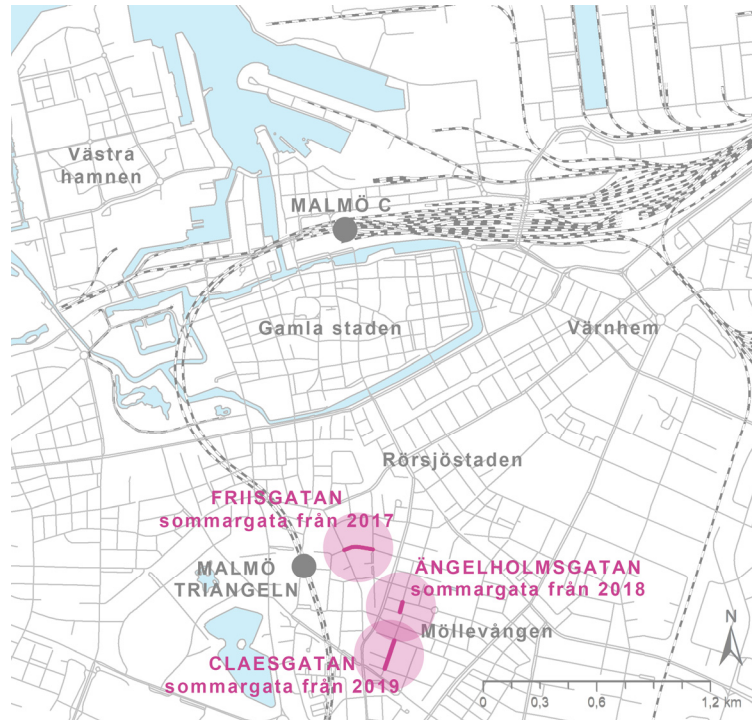 Västra
hamnen
MALMÖ C
Gamla staden
Värnhem
Rörsjöstaden
FRIISGATAN
sommargata från 2017
MALMÖ
TRIANGELN
ÄNGELHOLMSGATAN
sommargata från 2018
Möllevången
CLAESGATAN
sommargata från 2019
N
0 0,3 0,6 1,2 km